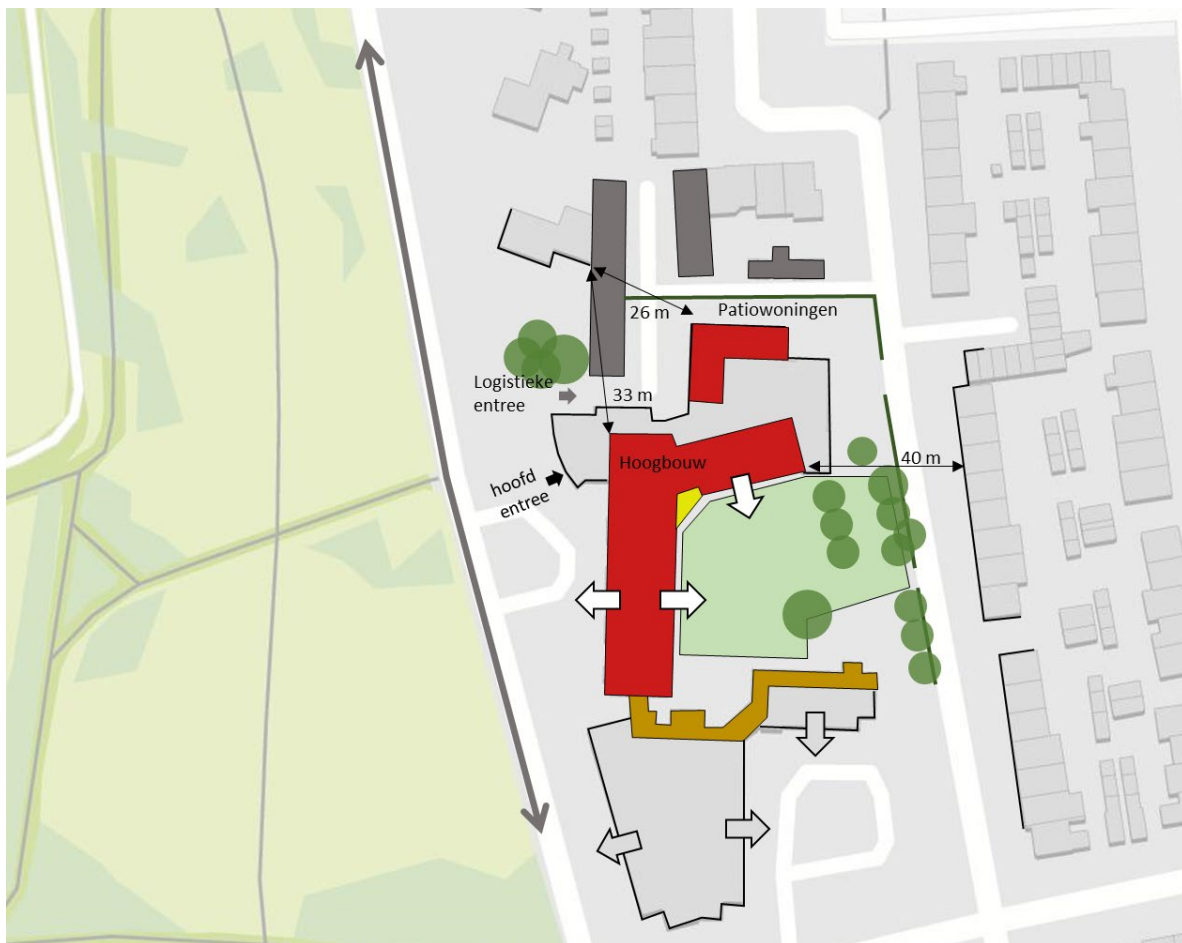 26 m
Patiowoningen
Logistieke
entree
33 m
Hoogbouw
40 m
hoofd
entree